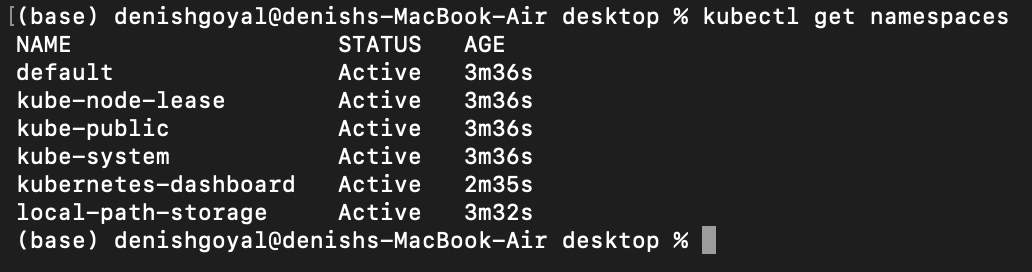 [(base) denishgoyal@denishs-MacBook-Air desktop % kubectl get namespaces
NAME                   STATUS   AGE
default                Active   3m36s
kube-node-lease        Active   3m36s
kube-public            Active   3m36s
kube-system            Active   3m36s
kubernetes-dashboard   Active   2m35s
local-path-storage     Active   3m32s
(base) denishgoyal@denishs-MacBook-Air desktop %